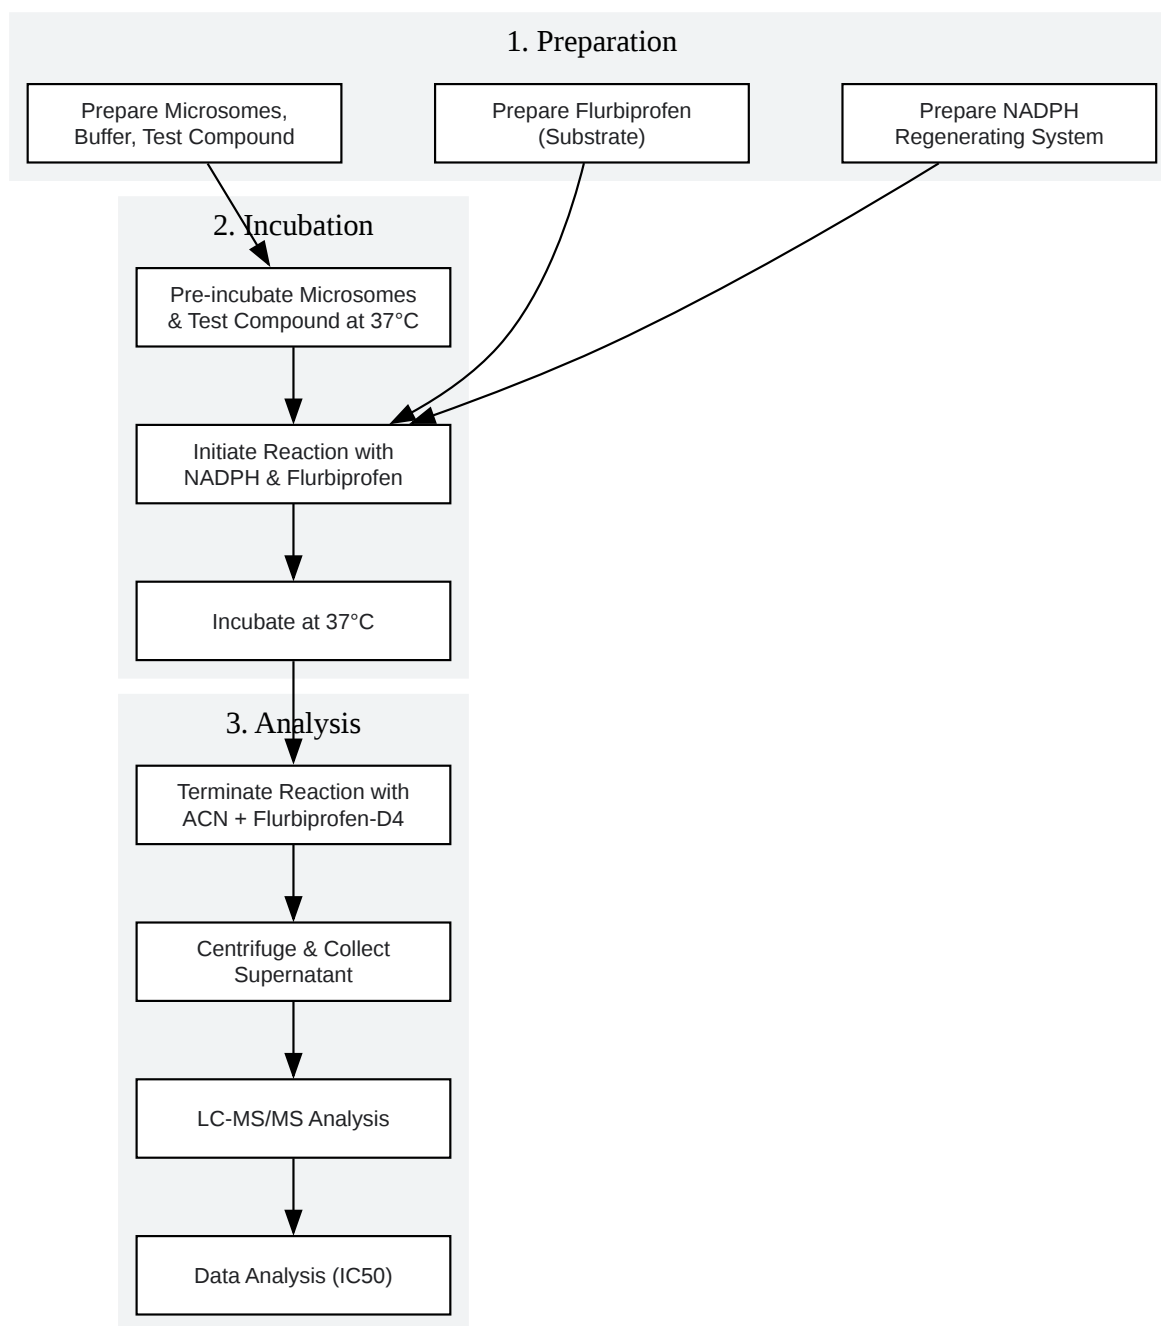 1. Preparation
Prepare Microsomes,
Buffer, Test Compound
Prepare Flurbiprofen
(Substrate)
Prepare NADPH
Regenerating System
2. Incubation
Pre-incubate Microsomes
& Test Compound at 37°C
Initiate Reaction with
NADPH & Flurbiprofen
Incubate at 37°C
3. Analysis
Terminate Reaction with
ACN + Flurbiprofen-D4
Centrifuge & Collect
Supernatant
LC-MS/MS Analysis
Data Analysis (IC50)